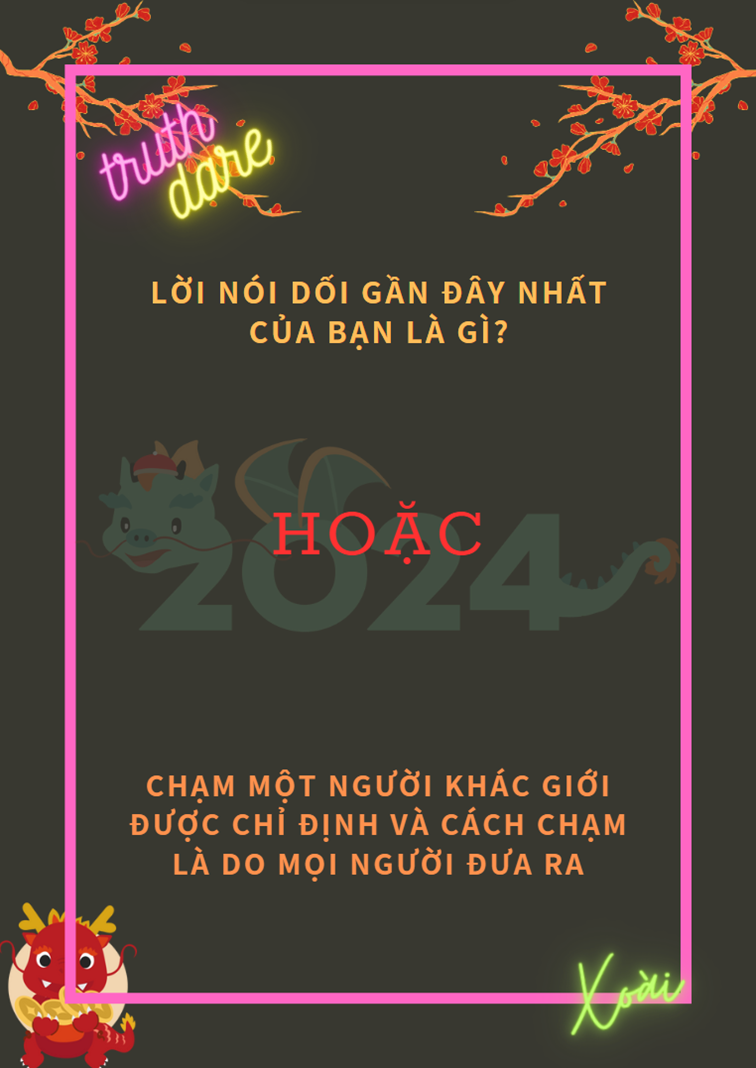 truth
dare
LỜI NÓI DỐI GẦN ĐÂY NHẤT
CỦA BẠN LÀ GÌ?
2024
HOẶC
CHẠM MỘT NGƯỜI KHÁC GIỚI
ĐƯỢC CHỈ ĐỊNH VÀ CÁCH CHẠM
LÀ DO MỌI NGƯỜI ĐƯA RA
Xoài